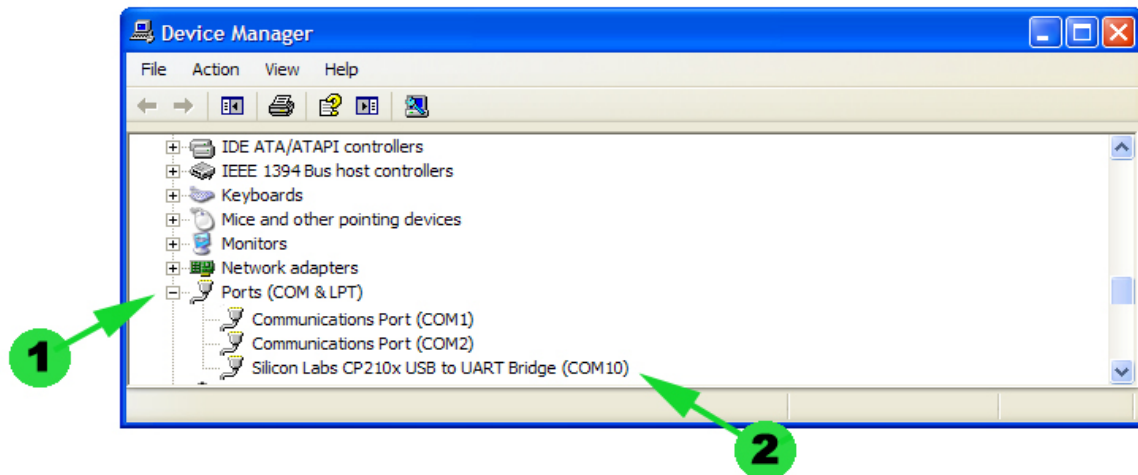 Device Manager
File Action View Help
IDE ATA/ATAPI controllers
IEEE 1394 Bus host controllers
Keyboards
Mice and other pointing devices
Monitors
Network adapters
Ports (COM & LPT)
Communications Port (COM1)
1
Communications Port (COM2)
Silicon Labs CP210x USB to UART Bridge (COM10)
2